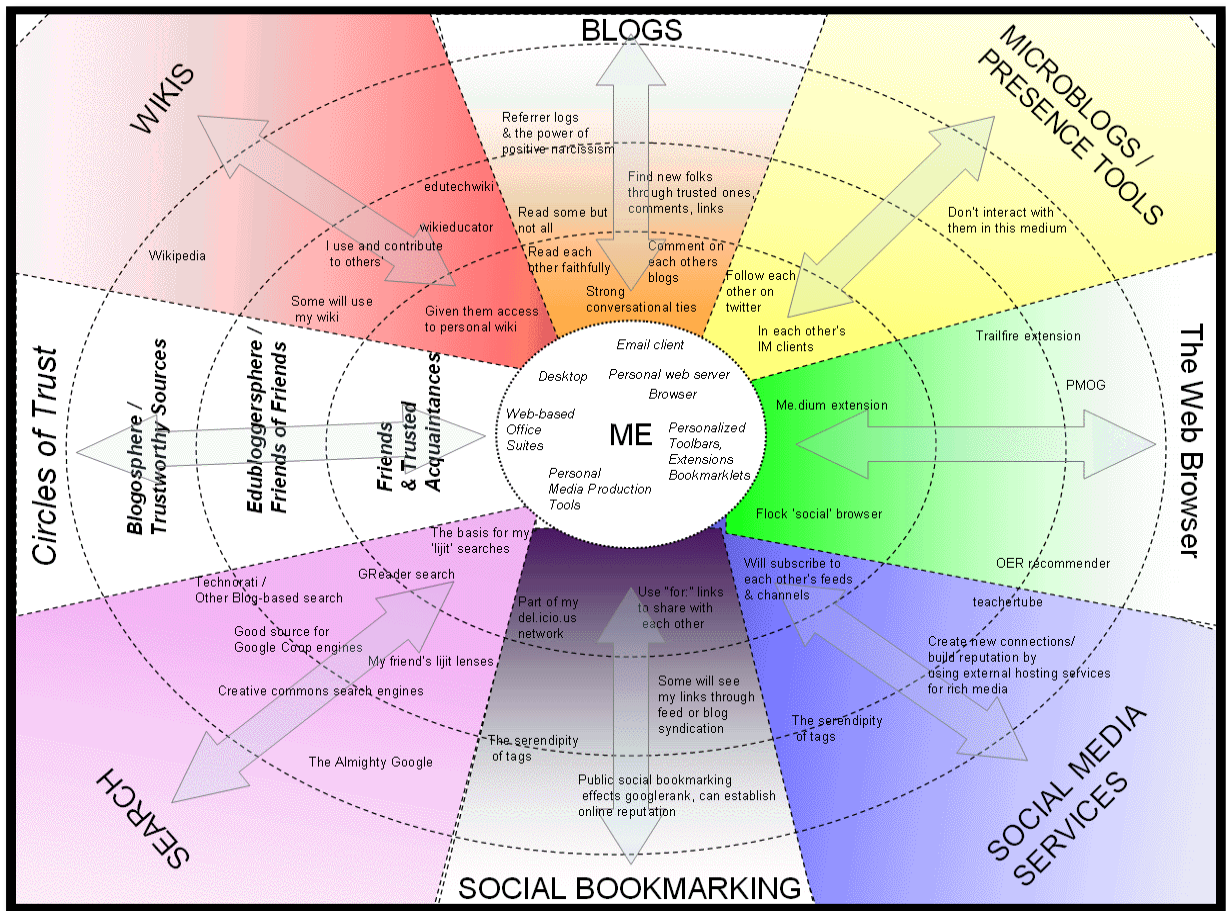 BLOGS
Referrer logs
& the power of
positive narcissism
Find new folks
through trusted ones,
comments, links
Read some but
not all
Read each
other faithfully
Comment on
each others
blogs
Strong
conversational ties
MICROBLOGS /
PRESENCE TOOLS
Don't interact with
them in this medium
Follow each
other on
twitter
In each other's
IM clients
The Web Browser
Trailfire extension
PMOG
Me.dium extension
Flock 'social' browser
OER recommender
SOCIAL MEDIA
SERVICES
Will subscribe to
each other's feeds
& channels
teachertube
Create new connections/
build reputation by
using external hosting services
for rich media
The serendipity
of tags
SOCIAL BOOKMARKING
Part of my
del.icio.us
network
Use "for:" links
to share with
each other
Some will see
my links through
feed or blog
syndication
The serendipity
of tags
Public social bookmarking
effects googlerank, can establish
online reputation
SEARCH
The basis for my
'lijit' searches
GReader search
Technorati /
Other Blog-based search
Good source for
Google Coop engines
My friend's lijit lenses
Creative commons search engines
The Almighty Google
Circles of Trust
Blogosphere /
Trustworthy Sources
Edubloggersphere /
Friends of Friends
Friends
& Trusted
Acquaintances
WIKIS
edutechwiki
wikieducator
I use and contribute
to others'
Wikipedia
Some will use
my wiki
Given them access
to personal wiki
Email client
Desktop
Personal web server
Browser
Web-based
Office
Suites
ME
Personalized
Toolbars,
Extensions
Bookmarklets
Personal
Media Production
Tools